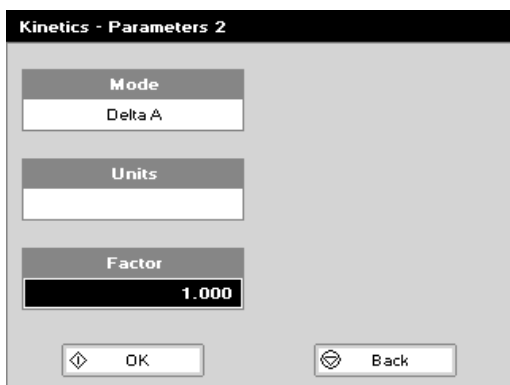 Kinetics - Parameters 2
Mode
Delta A
Units
Factor
1.000
OK
Back